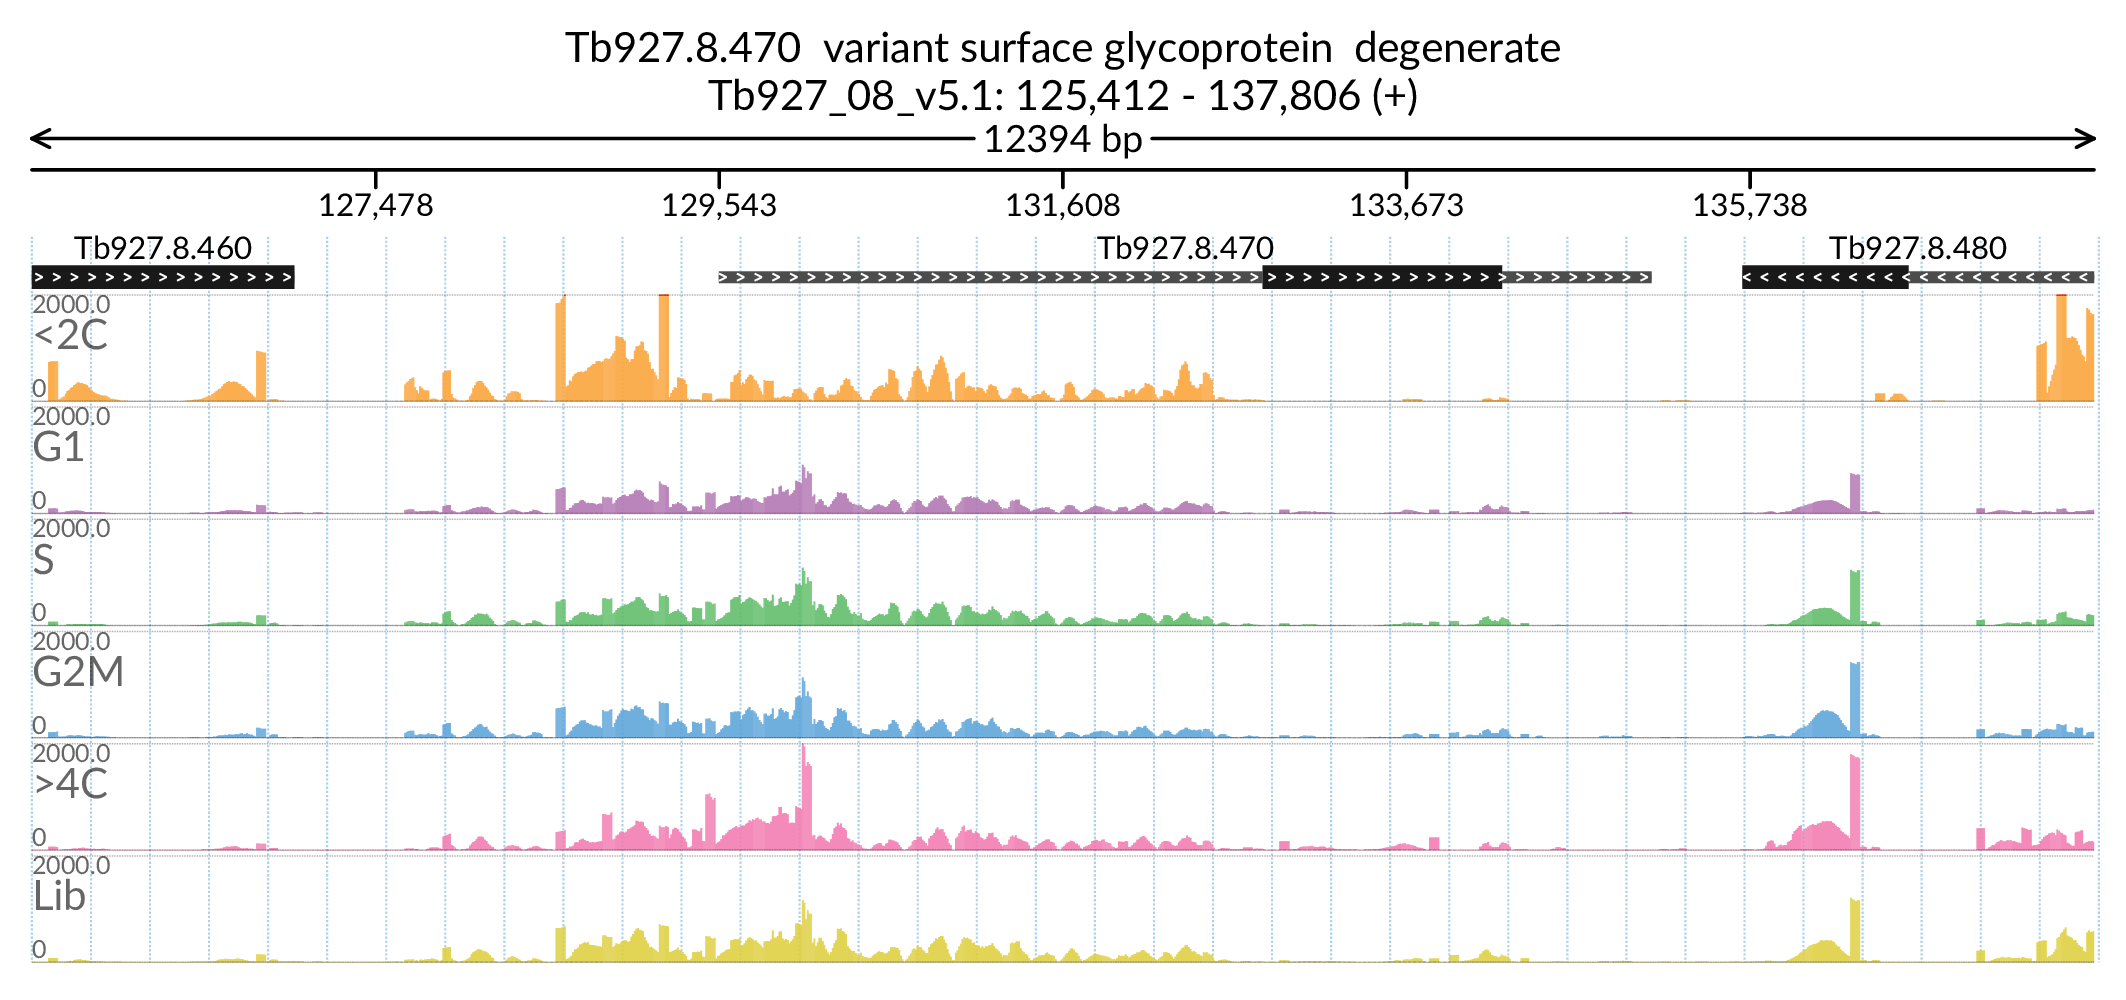 Tb927.8.470 variant surface glycoprotein degenerate
Tb927_08_v5.1: 125,412 - 137,806 (+)
12394 bp
127,478 129,543 131,608 133,673 135,738
Tb927.8.460 Tb927.8.470 Tb927.8.480
2000.0
<2C
0
2000.0
G1
0
2000.0
S
0
2000.0
G2M
0
2000.0
>4C
0
2000.0
Lib
0